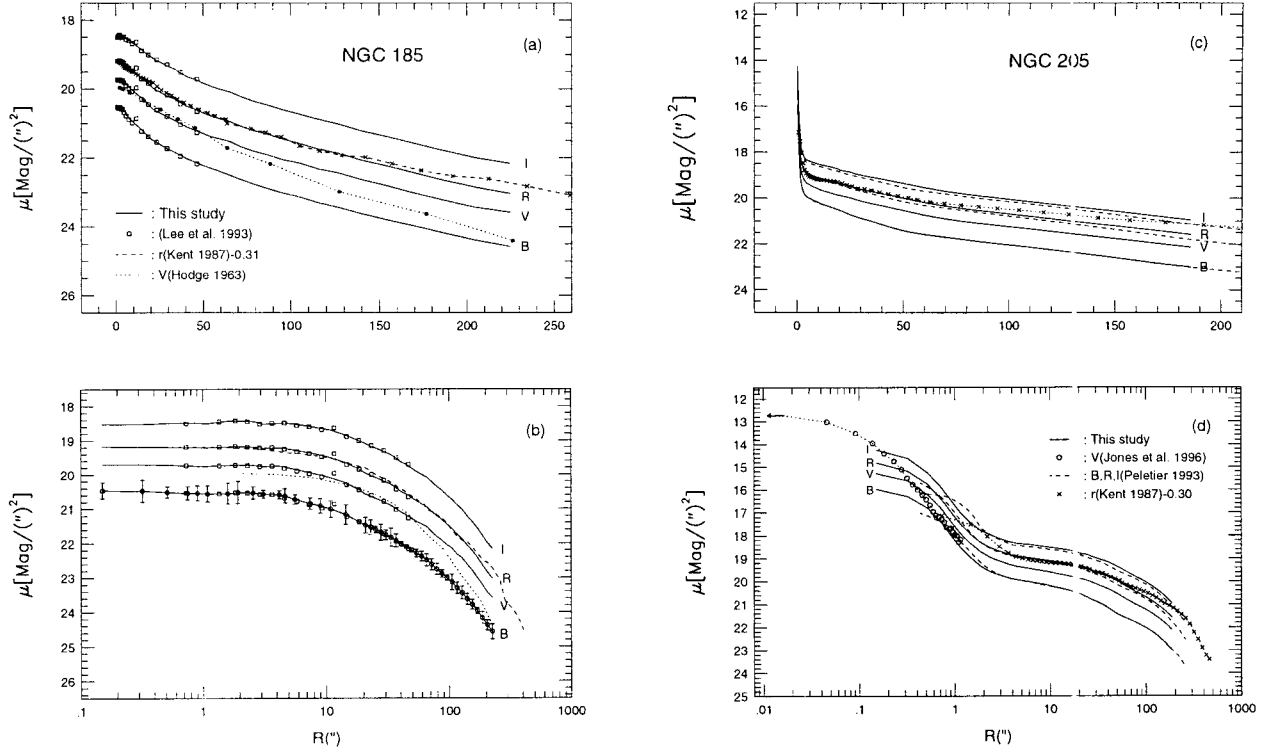 (a)
NGC 185
μ[Mag/(")²]
18
20
22
24
26
I
R
V
B
: This study
: (Lee et al. 1993)
: r(Kent 1987)-0.31
: V(Hodge 1963)
0
50
100
150
200
250
(c)
NGC 205
μ[Mag/(")²]
12
14
16
18
20
22
24
I
R
V
B
0
50
100
150
200
(b)
μ[Mag/(")²]
18
19
20
21
22
23
24
25
26
I
R
V
B
.1
1
10
100
1000
R(")
(d)
: This study
: V(Jones et al. 1996)
: B,R,I(Peletier 1993)
: r(Kent 1987)-0.30
μ[Mag/(")²]
12
13
14
15
16
17
18
19
20
21
22
23
24
25
I
R
V
B
.01
.1
1
10
100
1000
R(")